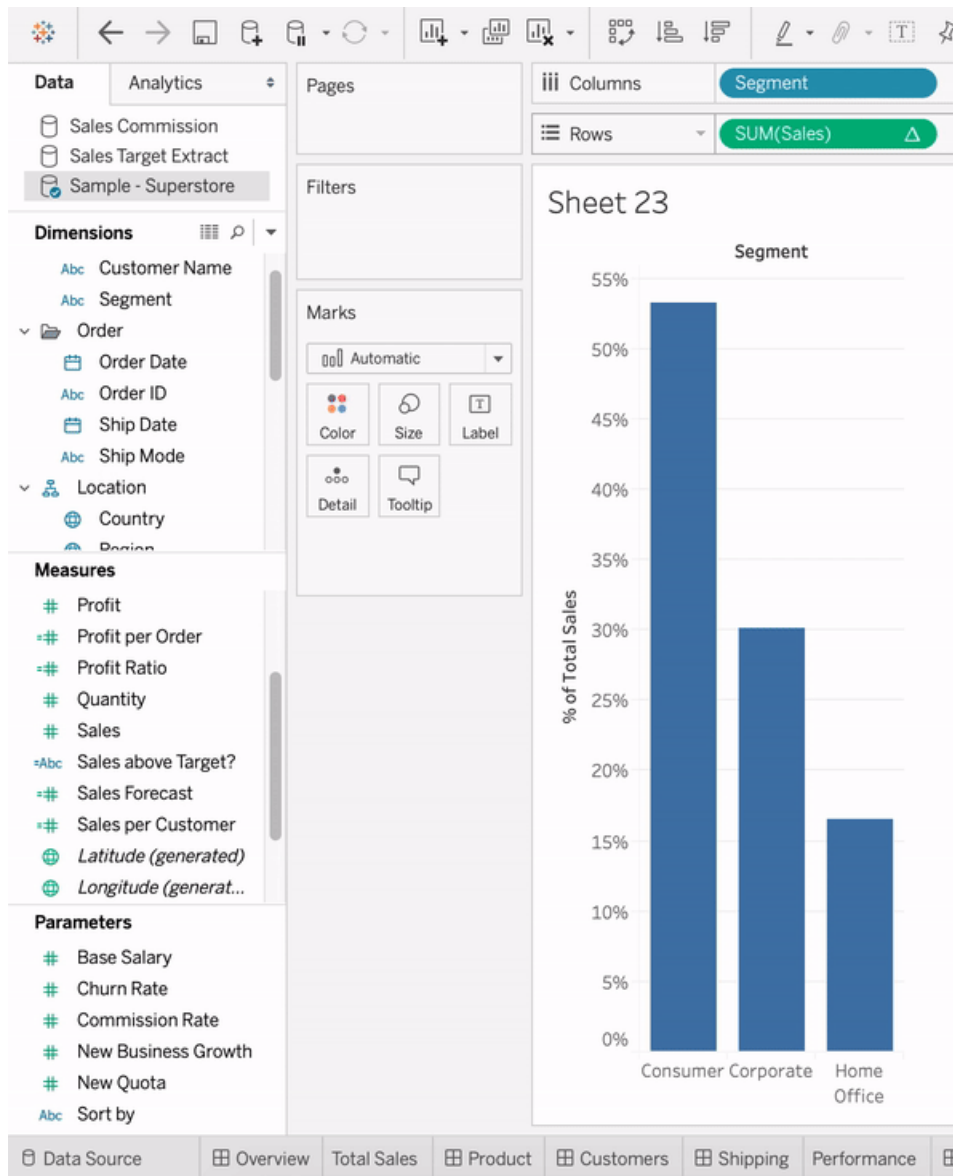 Data
Analytics
Sales Commission
Sales Target Extract
Sample - Superstore
Dimensions
Abc Customer Name
Abc Segment
Order
Order Date
Abc Order ID
Ship Date
Abc Ship Mode
Location
Country
Region
Measures
# Profit
=# Profit per Order
=# Profit Ratio
# Quantity
# Sales
=Abc Sales above Target?
=# Sales Forecast
=# Sales per Customer
Latitude (generated)
Longitude (generat...
Parameters
# Base Salary
# Churn Rate
# Commission Rate
# New Business Growth
# New Quota
Abc Sort by
Pages
Filters
Marks
Automatic
Color
Size
T
Label
Detail
Tooltip
T
Columns
Segment
Rows
SUM(Sales)
Sheet 23
Segment
55%
50%
45%
40%
35%
30%
25%
20%
15%
10%
5%
0%
% of Total Sales
Consumer
Corporate
Home
Office
Data Source
Overview
Total Sales
Product
Customers
Shipping
Performance